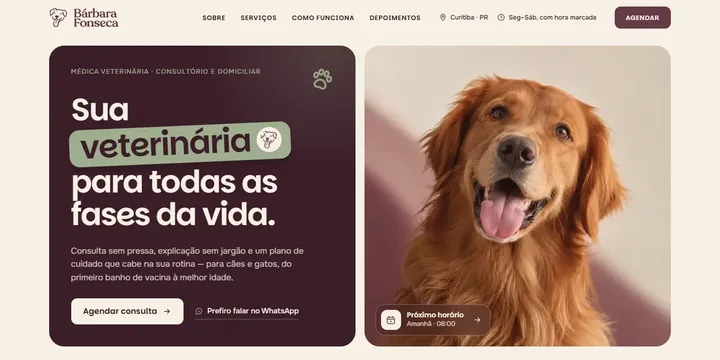 Bárbara
Fonseca
SOBRE
SERVIÇOS
COMO FUNCIONA
DEPOIMENTOS
Curitiba · PR
Seg–Sáb, com hora marcada
AGENDAR
MÉDICA VETERINÁRIA · CONSULTÓRIO E DOMICILIAR
Sua
veterinária
para todas as
fases da vida.
Consulta sem pressa, explicação sem jargão e um plano de
cuidado que cabe na sua rotina — para cães e gatos, do
primeiro banho de vacina à melhor idade.
Agendar consulta →
Prefiro falar no WhatsApp
Próximo horário
Amanhã · 08:00 →